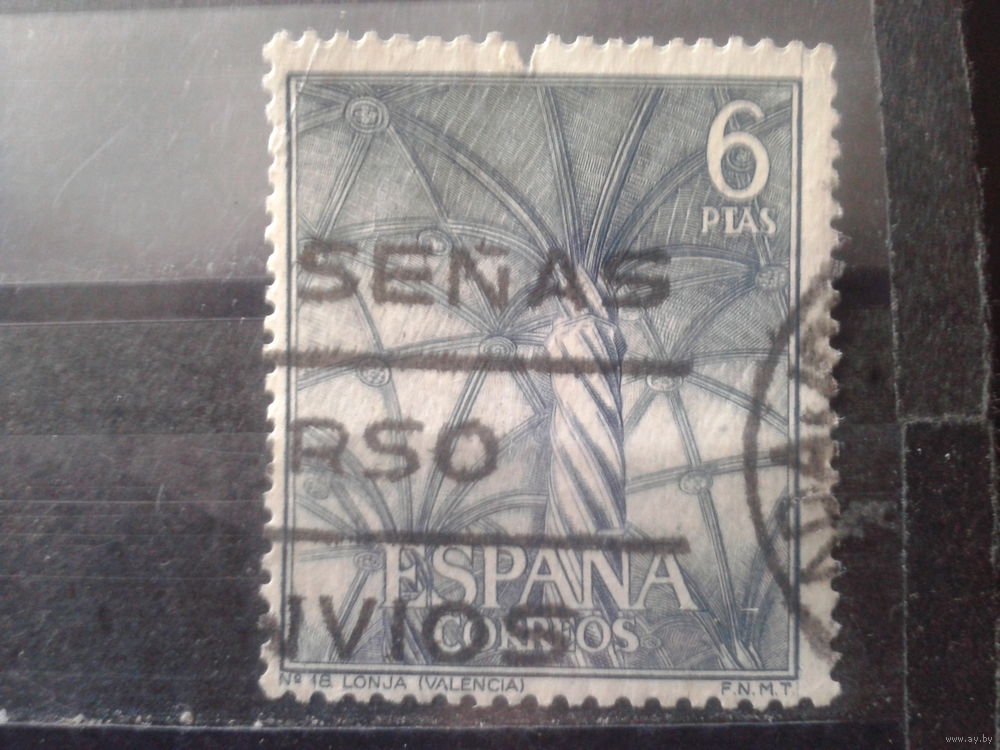 6
PTAS
SEÑAS
RSO
ESPAÑA
IVIOS
CORREOS
Nº 18 LONJA (VALENCIA)
F.N.M.T.
www.ay.by